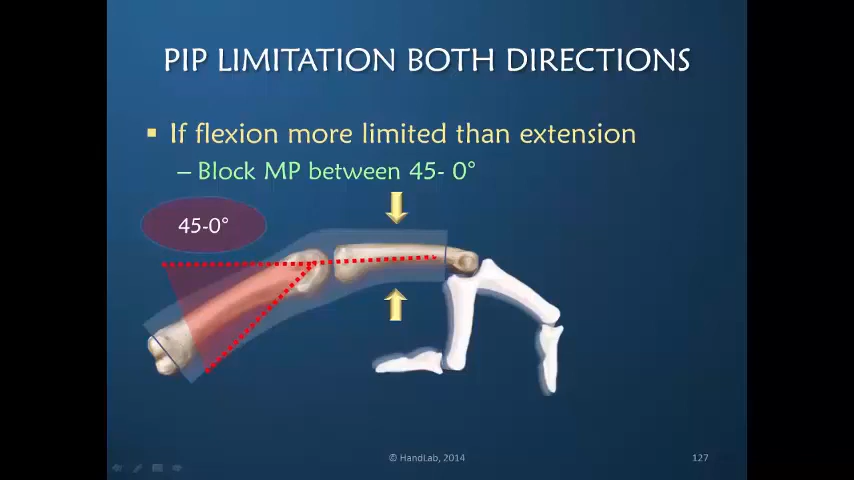 PIP LIMITATION BOTH DIRECTIONS
▪ If flexion more limited than extension
– Block MP between 45- 0°
45-0°
© HandLab, 2014
127